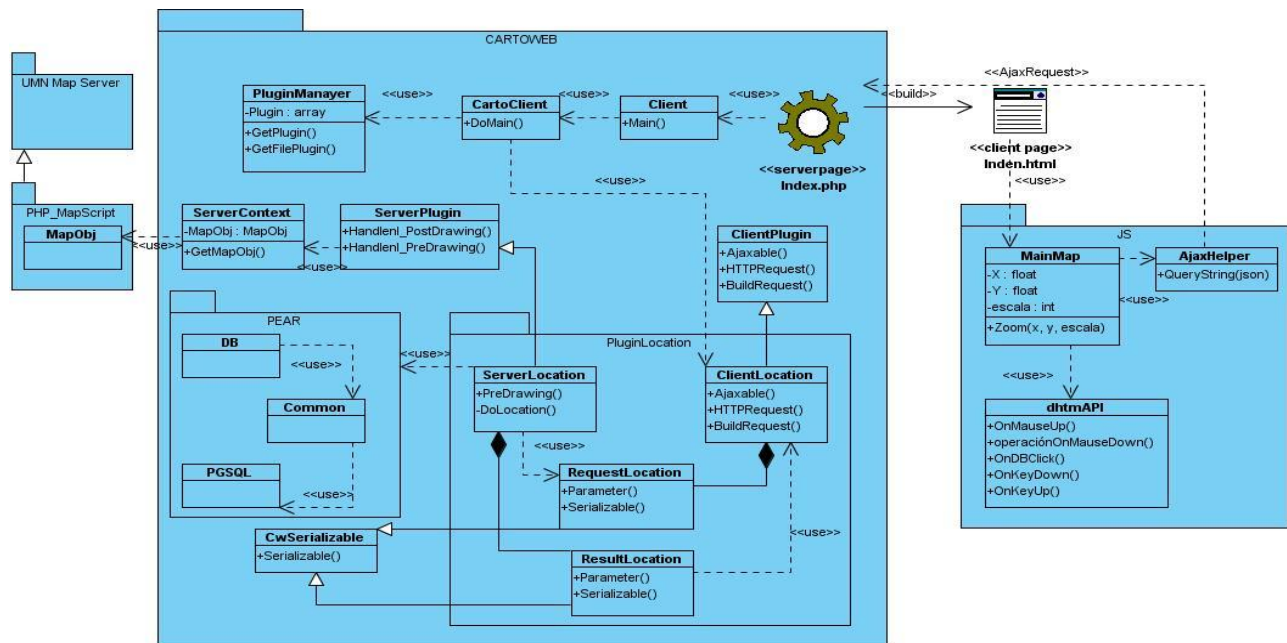 CARTOWEB
UMN Map Server
PHP_MapScript
MapObj
<<use>>
PluginManayer
-Plugin : array
+GetPlugin()
+GetFilePlugin()
<<use>>
CartoClient
+DoMain()
<<use>>
Client
+Main()
<<use>>
<<serverpage>>
Index.php
<<AjaxRequest>>
<<build>>
<<client page>>
Inden.html
<<use>>
<<use>>
ServerContext
-MapObj : MapObj
+GetMapObj()
<<use>>
ServerPlugin
+Handlenl_PostDrawing()
+Handlenl_PreDrawing()
ClientPlugin
+Ajaxable()
+HTTPRequest()
+BuildRequest()
JS
MainMap
-X : float
-Y : float
-escala : int
+Zoom(x, y, escala)
<<use>>
AjaxHelper
+QueryString(json)
<<use>>
dhtmAPI
+OnMauseUp()
+operaciónOnMauseDown()
+OnDBClick()
+OnKeyDown()
+OnKeyUp()
PEAR
DB
<<use>>
Common
PGSQL
<<use>>
<<use>>
PluginLocation
ServerLocation
+PreDrawing()
-DoLocation()
<<use>>
ClientLocation
+Ajaxable()
+HTTPRequest()
+BuildRequest()
RequestLocation
+Parameter()
+Serializable()
<<use>>
CwSerializable
+Serializable()
ResultLocation
+Parameter()
+Serializable()